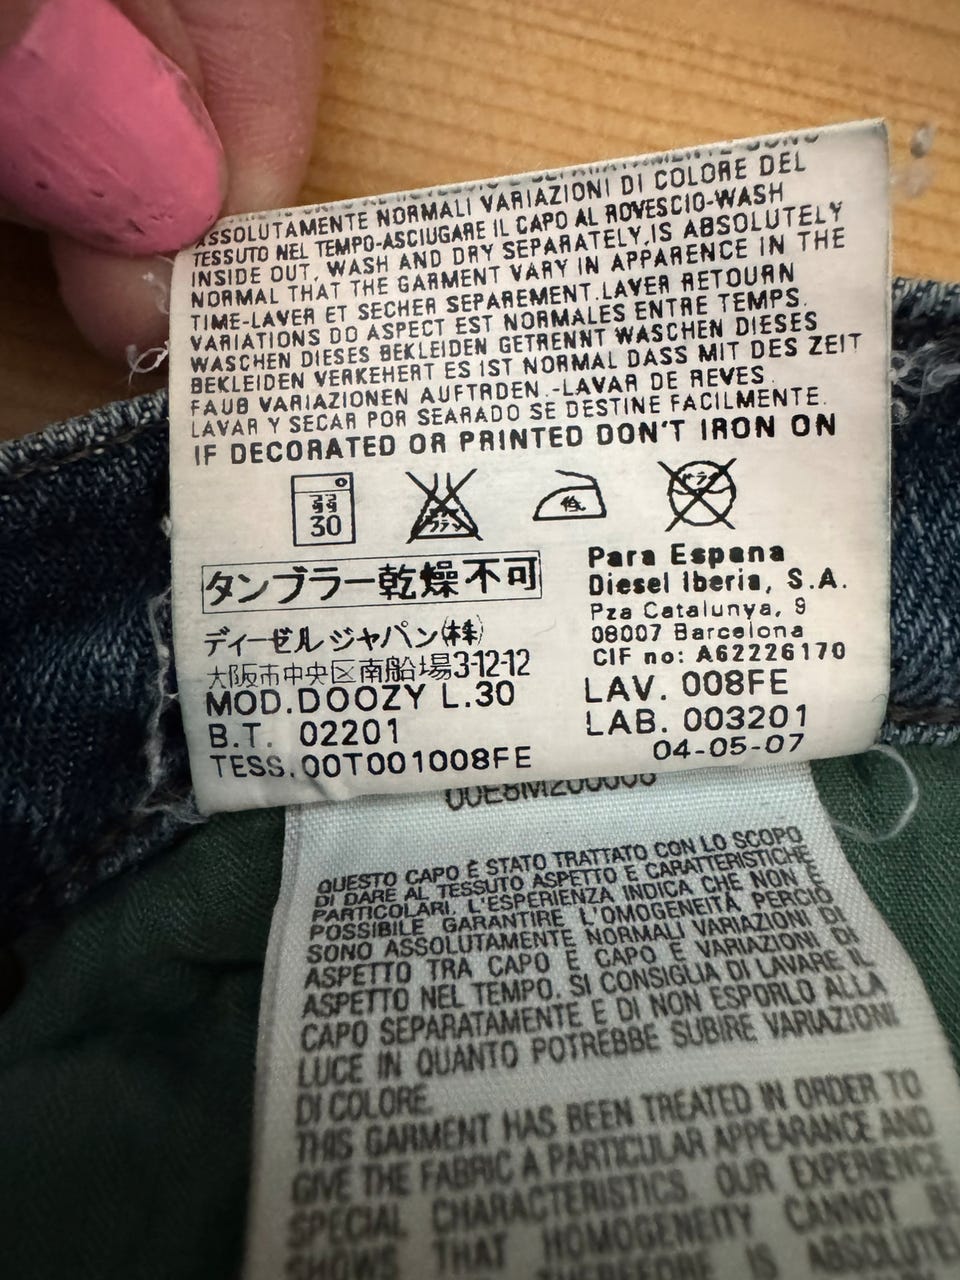 ASSOLUTAMENTE NORMALI VARIAZIONI DI COLORE DEL
TESSUTO NEL TEMPO-ASCIUGARE IL CAPO AL ROVESCIO-WASH
INSIDE OUT, WASH AND DRY SEPARATELY,IS ABSOLUTELY
NORMAL THAT THE GARMENT VARY IN APPARENCE IN THE
TIME-LAVER ET SECHER SEPAREMENT.LAVER RETOURN
VARIATIONS DO ASPECT EST NORMALES ENTRE TEMPS.
WASCHEN DIESES BEKLEIDEN GETRENNT WASCHEN DIESES
BEKLEIDEN VERKEHERT ES IST NORMAL DASS MIT DES ZEIT
FAUB VARIAZIONEN AUFTRDEN.-LAVAR DE REVES.
LAVAR Y SECAR POR SEARADO SE DESTINE FACILMENTE.
IF DECORATED OR PRINTED DON'T IRON ON
30
低
タンブラー乾燥不可
ディーゼルジャパン(株)
大阪市中央区南船場3-12-12
MOD.DOOZY L.30
B.T. 02201
TESS.00T001008FE
Para Espana
Diesel Iberia, S.A.
Pza Catalunya, 9
08007 Barcelona
CIF no: A62226170
LAV. 008FE
LAB. 003201
04-05-07
QUESTO CAPO È STATO TRATTATO CON LO SCOPO
DI DARE AL TESSUTO ASPETTO E CARATTERISTICHE
PARTICOLARI. L'ESPERIENZA INDICA CHE NON È
POSSIBILE GARANTIRE L'OMOGENEITÀ, PERCIÒ
SONO ASSOLUTAMENTE NORMALI VARIAZIONI DI
ASPETTO TRA CAPO E CAPO E VARIAZIONI DI
ASPETTO NEL TEMPO. SI CONSIGLIA DI LAVARE IL
CAPO SEPARATAMENTE E DI NON ESPORLO ALLA
LUCE IN QUANTO POTREBBE SUBIRE VARIAZIONI
DI COLORE.
THIS GARMENT HAS BEEN TREATED IN ORDER TO
GIVE THE FABRIC A PARTICULAR APPEARANCE AND
SPECIAL CHARACTERISTICS. OUR EXPERIENCE
SHOWS THAT HOMOGENEITY CANNOT
THEREFORE IS ABSOLUTE